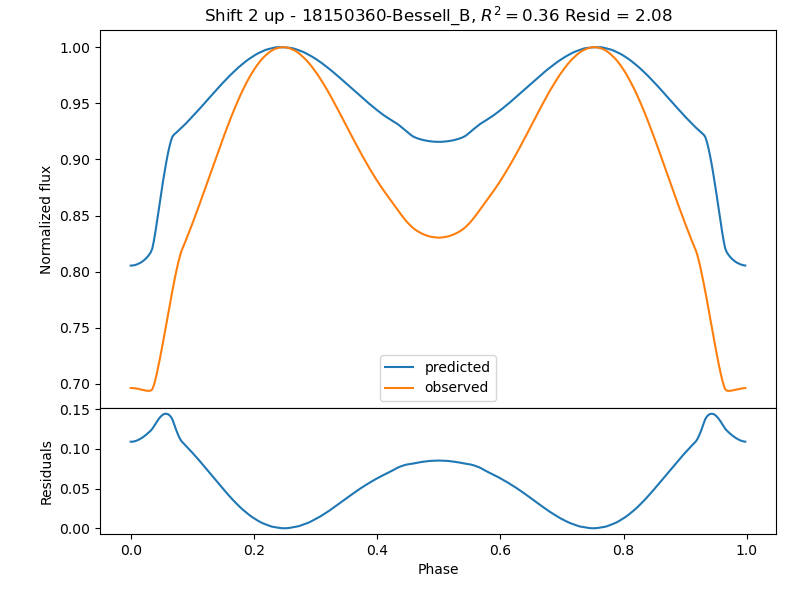 Shift 2 up - 18150360-Bessell_B, R² = 0.36 Resid = 2.08
1.00
0.95
0.90
0.85
0.80
0.75
0.70
Normalized flux
predicted
observed
0.15
0.10
0.05
0.00
Residuals
0.0 0.2 0.4 0.6 0.8 1.0
Phase